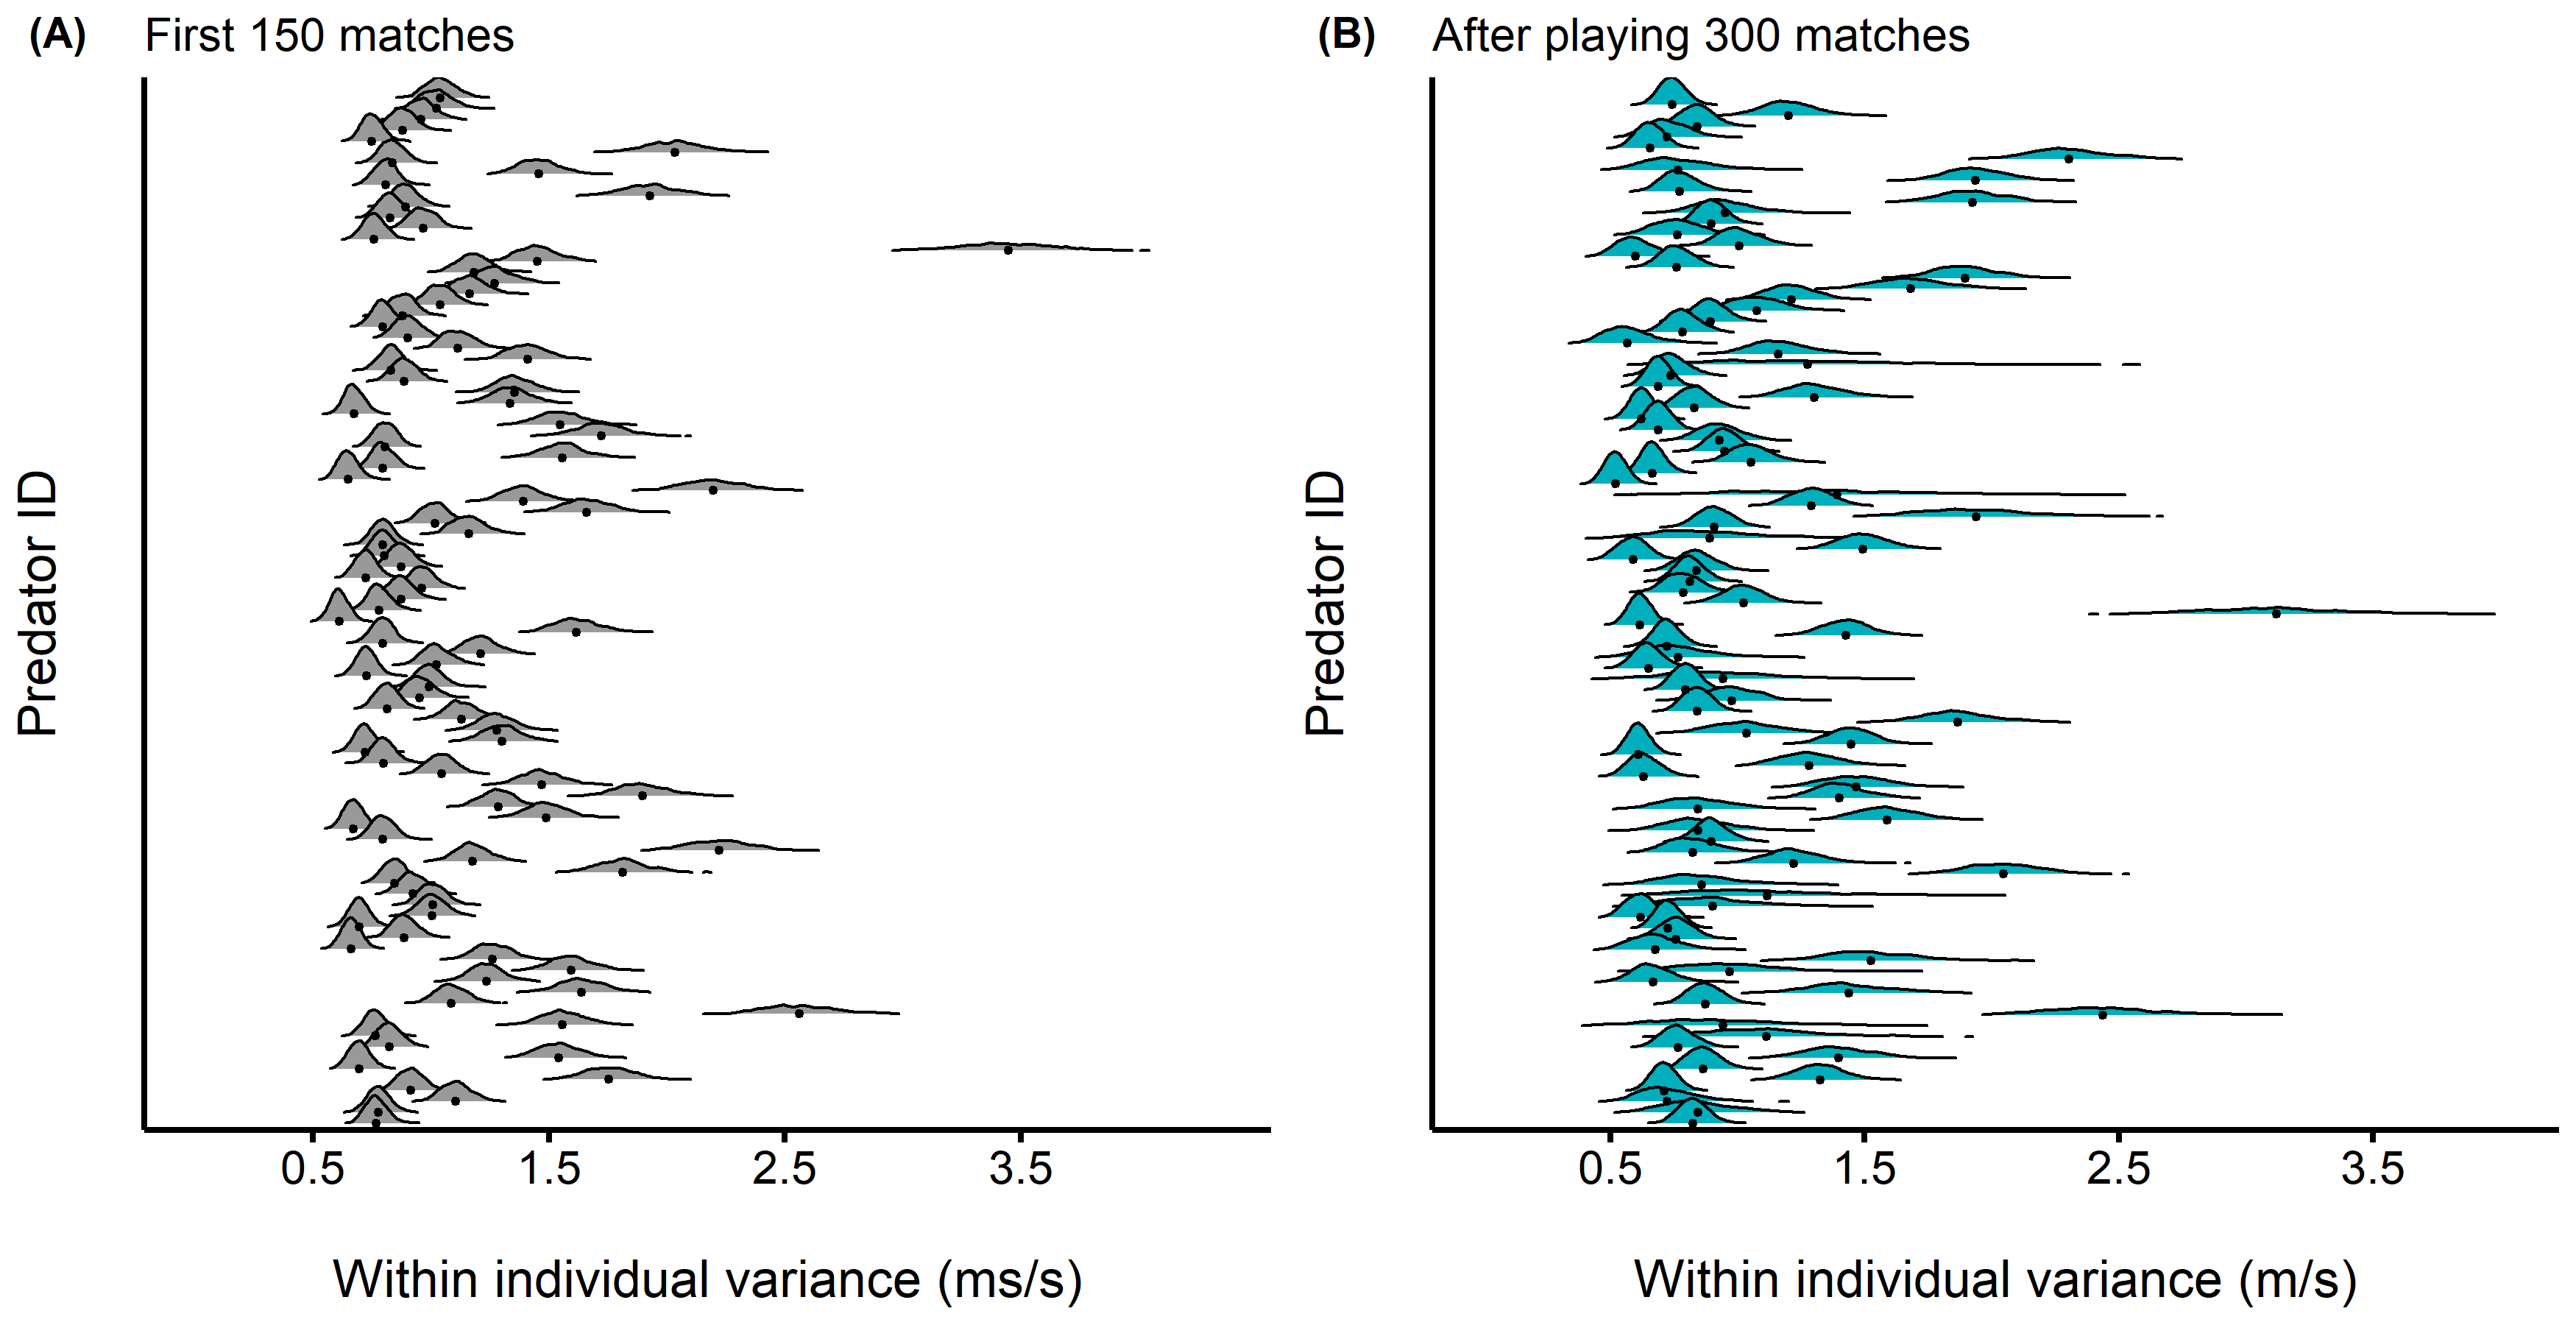 (A) First 150 matches
Predator ID
0.5 1.5 2.5 3.5
Within individual variance (ms/s)
(B) After playing 300 matches
Predator ID
0.5 1.5 2.5 3.5
Within individual variance (m/s)